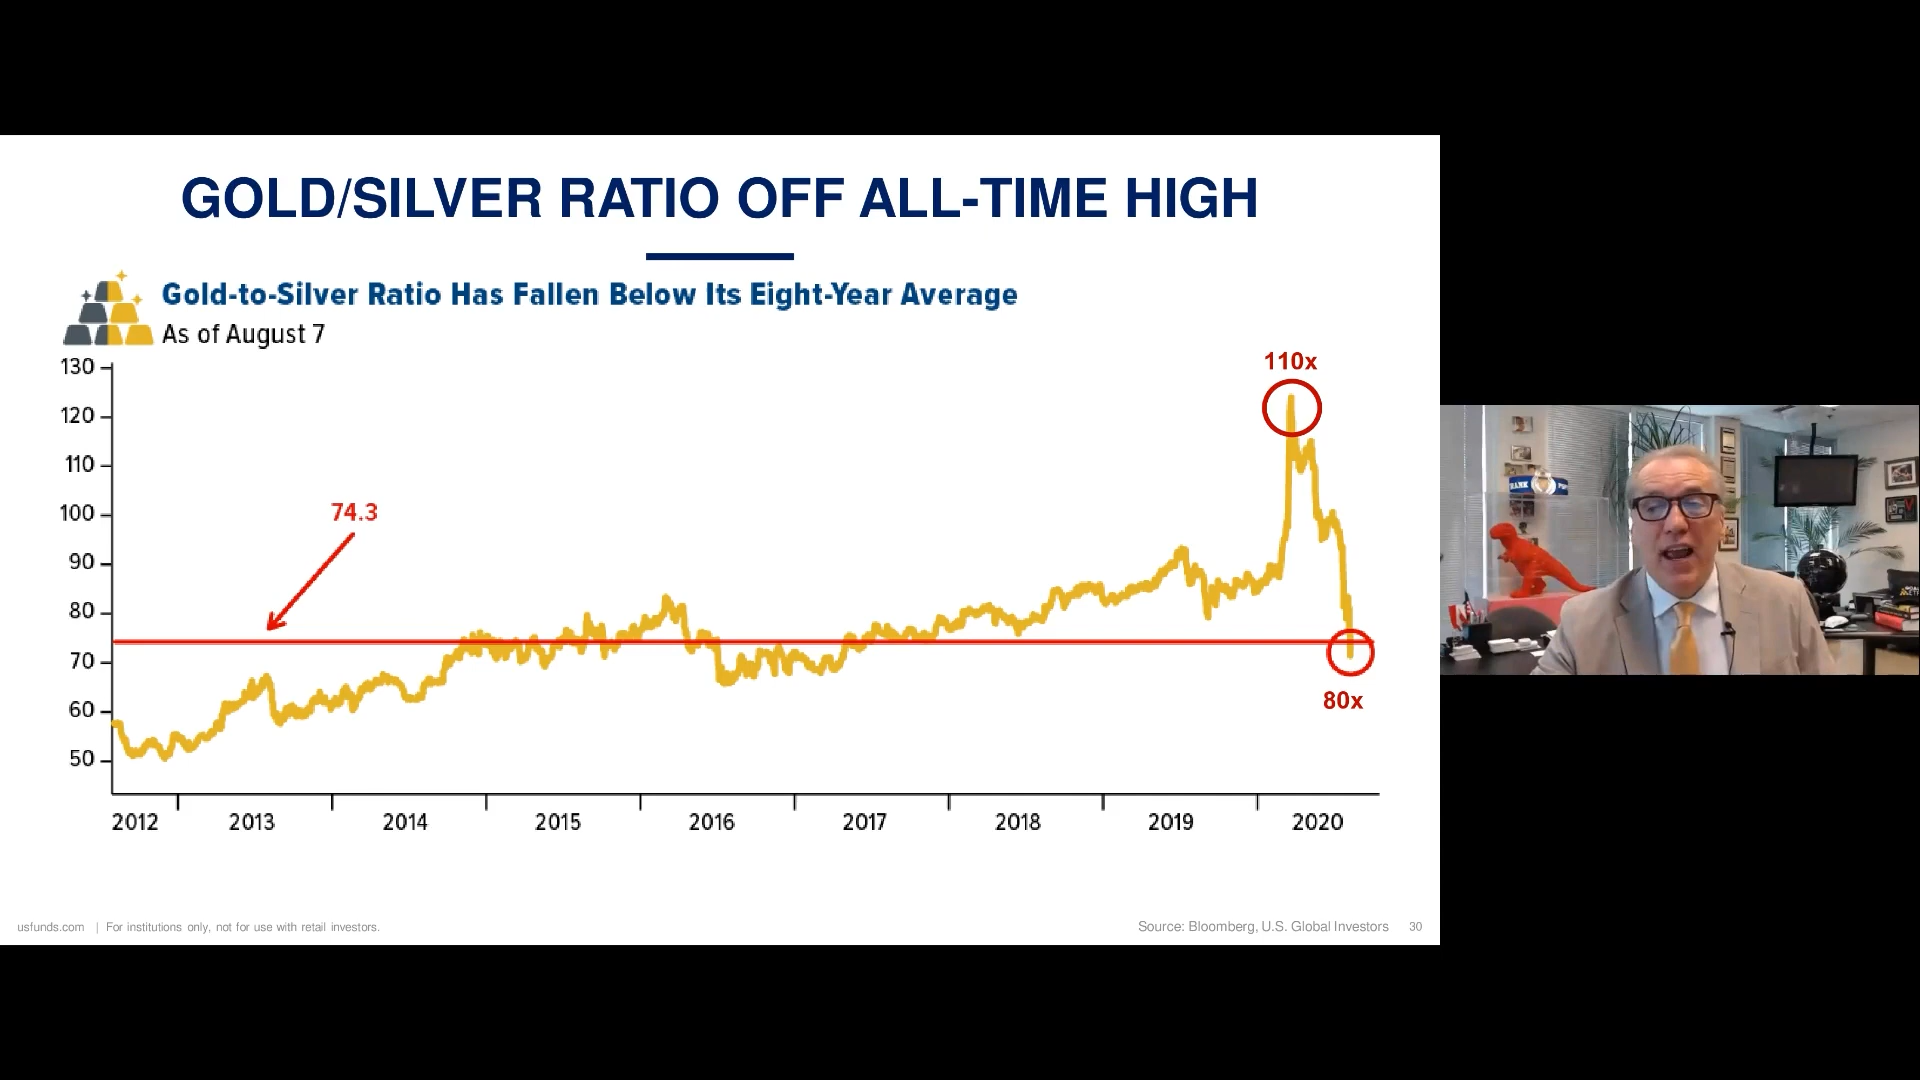 GOLD/SILVER RATIO OFF ALL-TIME HIGH
Gold-to-Silver Ratio Has Fallen Below Its Eight-Year Average
As of August 7
130
120
110
100
90
80
70
60
50
74.3
110x
80x
2012 2013 2014 2015 2016 2017 2018 2019 2020
usfunds.com | For institutions only, not for use with retail investors.
Source: Bloomberg, U.S. Global Investors 30